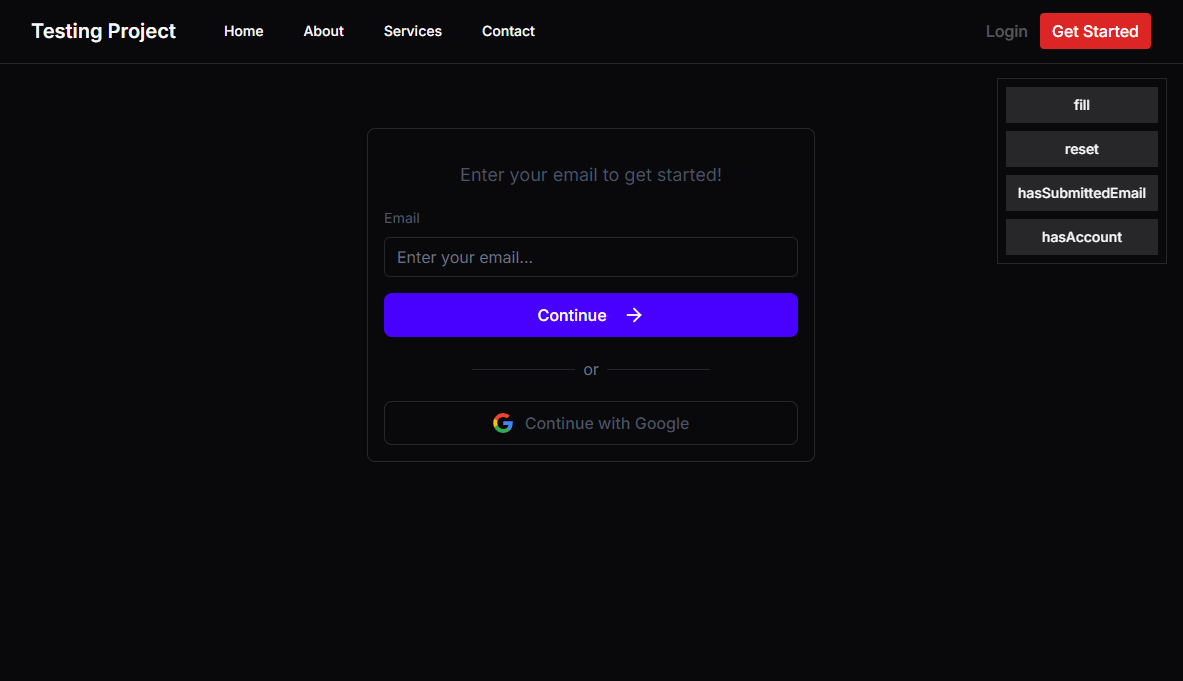 Testing Project Home About Services Contact Login Get Started
fill
reset
hasSubmittedEmail
hasAccount
Enter your email to get started!
Email
Enter your email...
Continue
or
Continue with Google